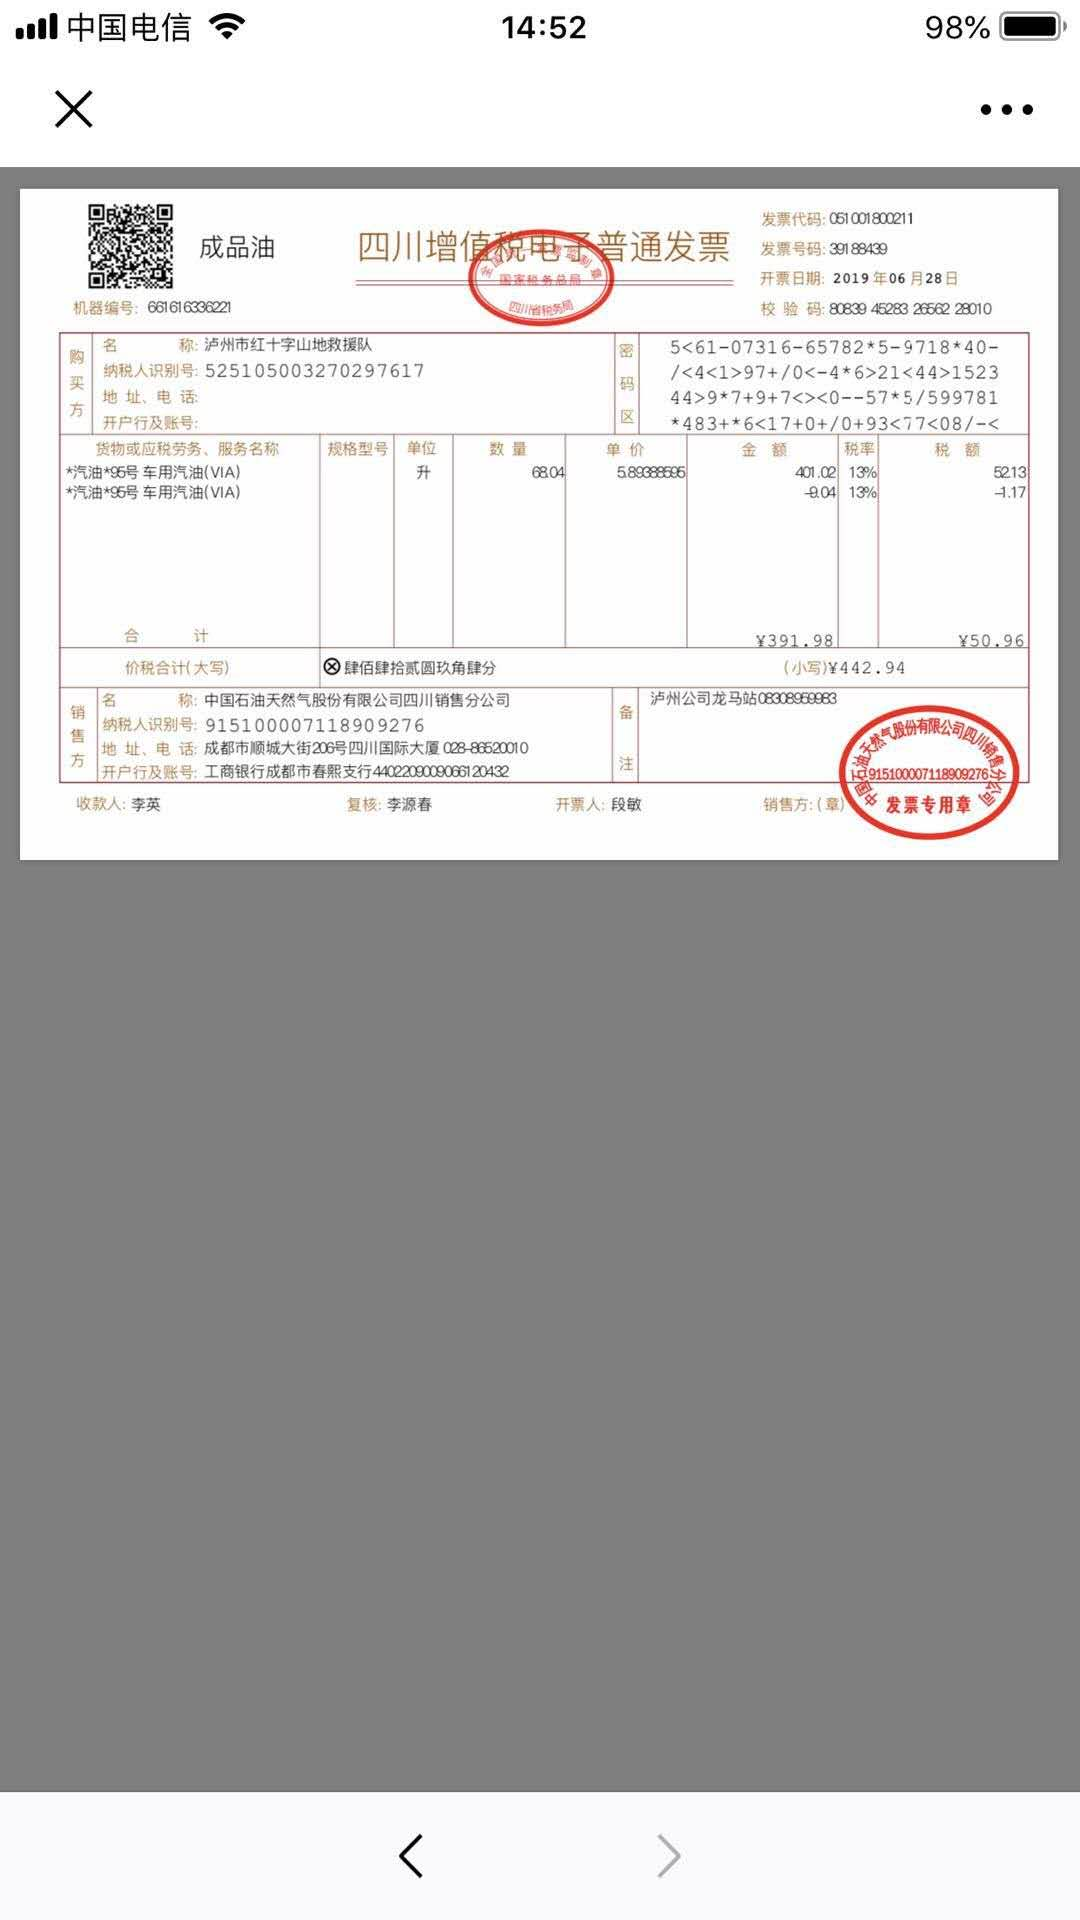 中国电信 14:52 98%
成品油
四川增值税电子普通发票
国家税务总局
四川省税务局
发票代码: 051001800211
发票号码: 39188439
开票日期: 2019年06月28日
机器编号: 661616336221
校验码: 80839 45283 26562 28010
购买方
名称: 泸州市红十字山地救援队
纳税人识别号: 525105003270297617
地址、电话:
开户行及账号:
密码区
5<61-07316-65782*5-9718*40-
/<4<1>97+/0<-4*6>21<44>1523
44>9*7+9+7<><0--57*5/599781
*483+*6<17+0+/0+93<77<08/-<
货物或应税劳务、服务名称 规格型号 单位 数量 单价 金额 税率 税额
*汽油*95号 车用汽油(VIA) 升 68.04 5.89388595 401.02 13% 52.13
*汽油*95号 车用汽油(VIA) -9.04 13% -1.17
合计 ¥391.98 ¥50.96
价税合计(大写) ⊗肆佰肆拾贰圆玖角肆分 (小写)¥442.94
销售方
名称: 中国石油天然气股份有限公司四川销售分公司
纳税人识别号: 915100007118909276
地址、电话: 成都市顺城大街206号四川国际大厦 028-86520010
开户行及账号: 工商银行成都市春熙支行4402209009066120432
备注
泸州公司龙马站08308959983
中国石油天然气股份有限公司四川销售分公司
915100007118909276
发票专用章
收款人: 李英 复核: 李源春 开票人: 段敏 销售方:(章)